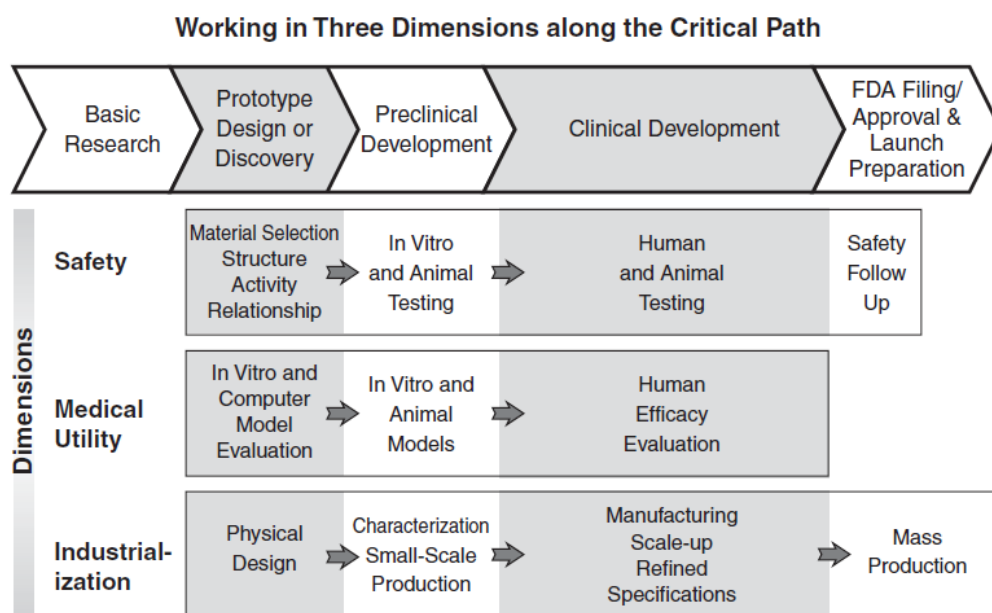 Working in Three Dimensions along the Critical Path
Basic
Research
Prototype
Design or
Discovery
Preclinical
Development
Clinical Development
FDA Filing/
Approval &
Launch
Preparation
Dimensions
Safety
Material Selection
Structure
Activity
Relationship
In Vitro
and Animal
Testing
Human
and Animal
Testing
Safety
Follow
Up
Medical
Utility
In Vitro and
Computer
Model
Evaluation
In Vitro and
Animal
Models
Human
Efficacy
Evaluation
Industrial-
ization
Physical
Design
Characterization
Small-Scale
Production
Manufacturing
Scale-up
Refined
Specifications
Mass
Production